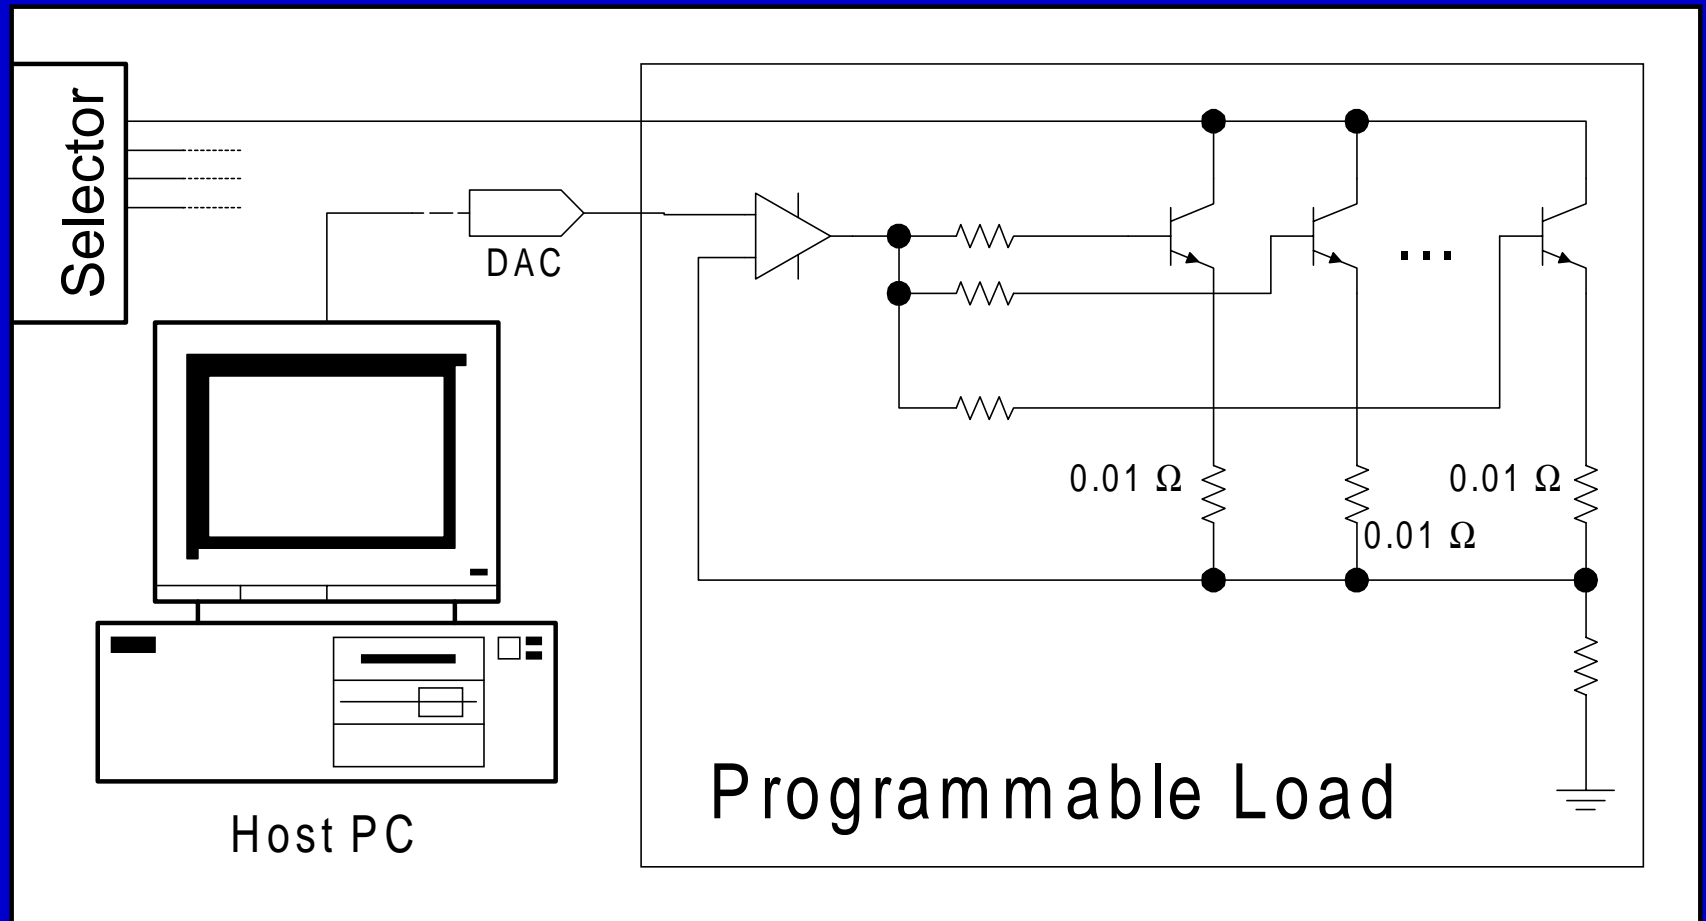 Selector
DAC
0.01 Ω
0.01 Ω
0.01 Ω
Programmable Load
Host PC